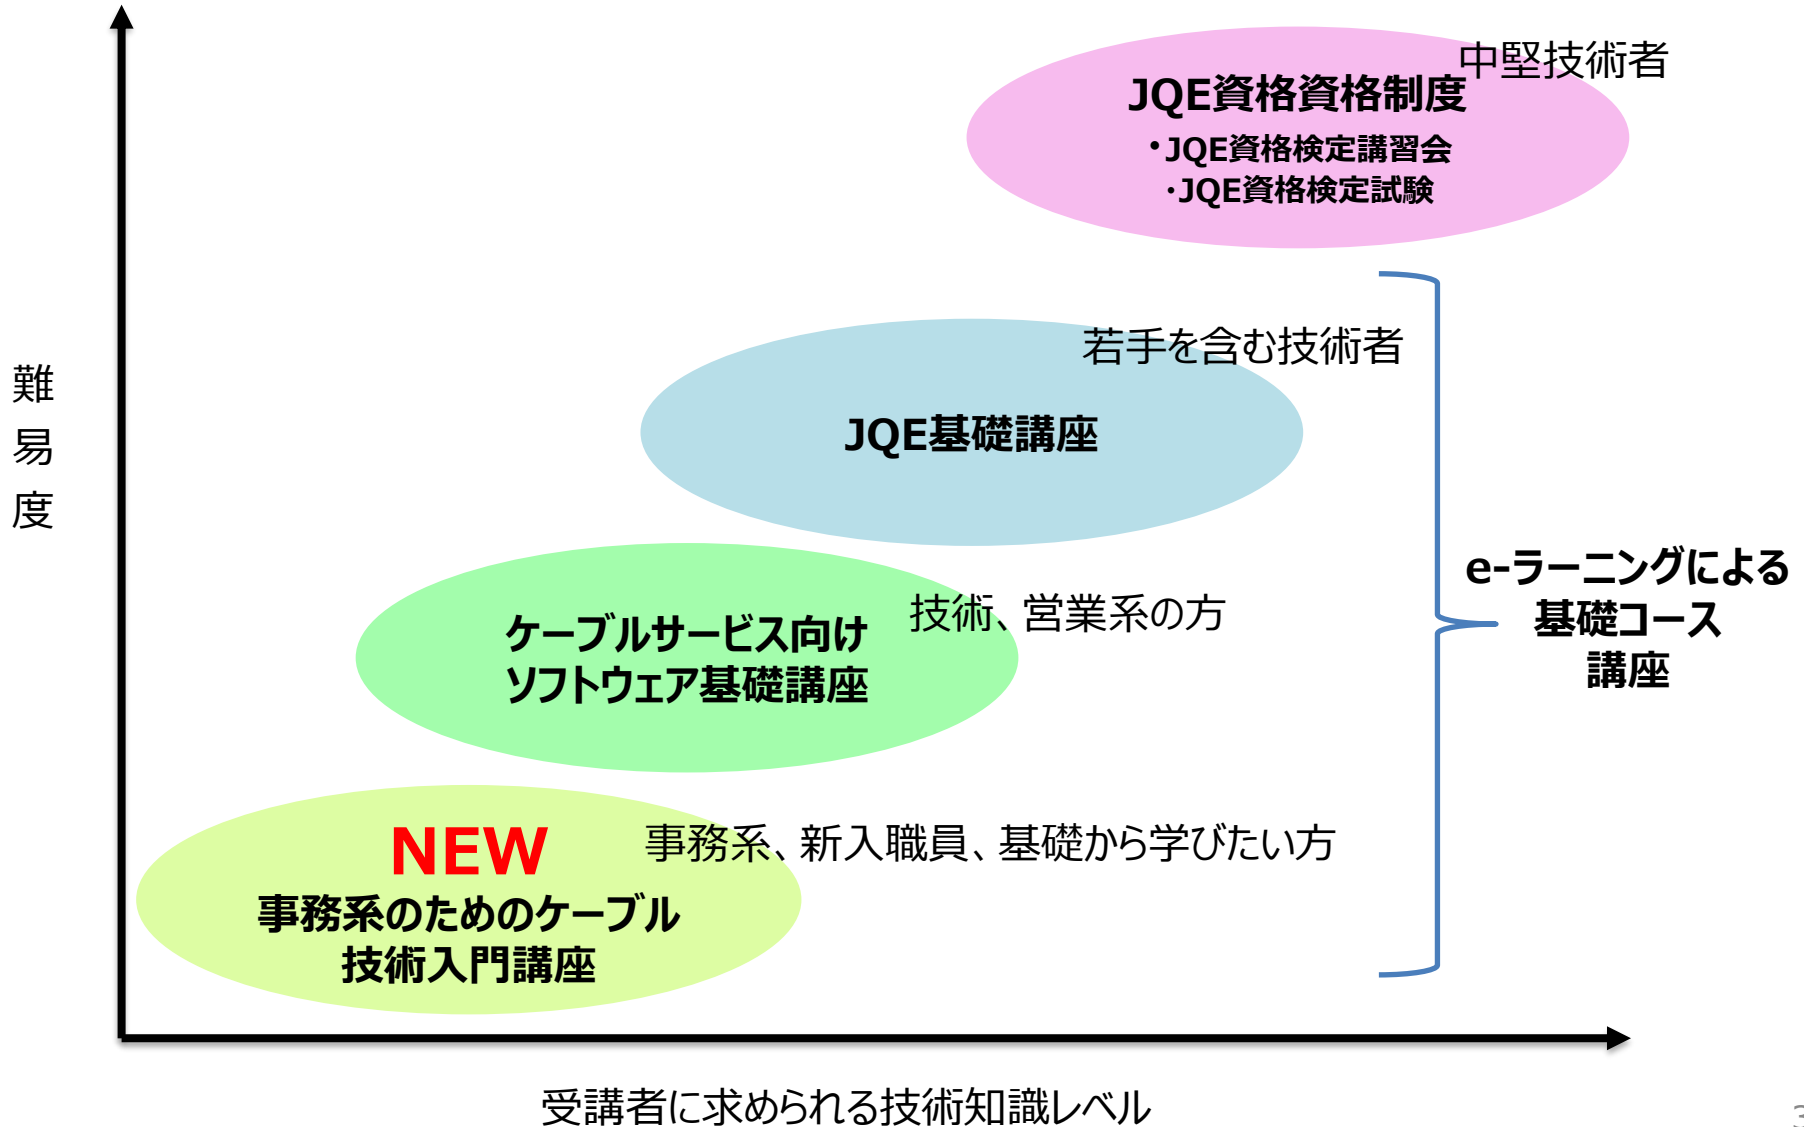 中堅技術者
JQE資格資格制度
・JQE資格検定講習会
・JQE資格検定試験
若手を含む技術者
JQE基礎講座
難
易
度
e-ラーニングによる
基礎コース
講座
技術、営業系の方
ケーブルサービス向け
ソフトウェア基礎講座
NEW
事務系、新入職員、基礎から学びたい方
事務系のためのケーブル
技術入門講座
受講者に求められる技術知識レベル